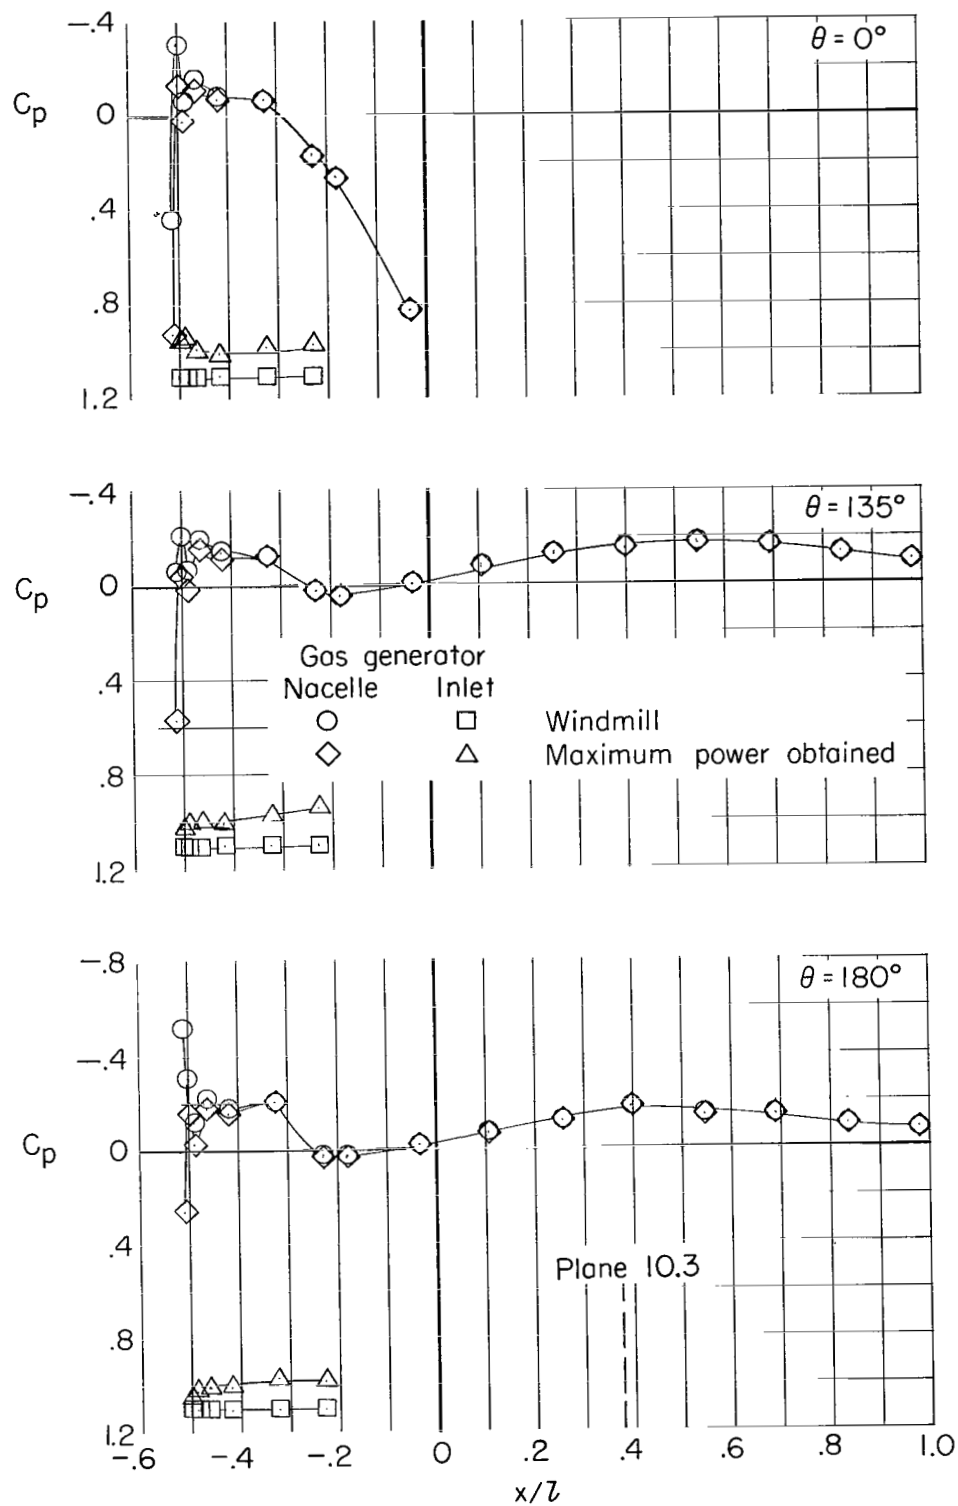 -.4
θ = 0°
Cp
0
.4
.8
1.2
-.4
θ = 135°
Cp
0
Gas generator
.4
Nacelle Inlet
Windmill
Maximum power obtained
.8
1.2
-.8
θ = 180°
-.4
Cp
0
.4
Plane 10.3
.8
1.2
-.6 -.4 -.2 0 .2 .4 .6 .8 1.0
x/l